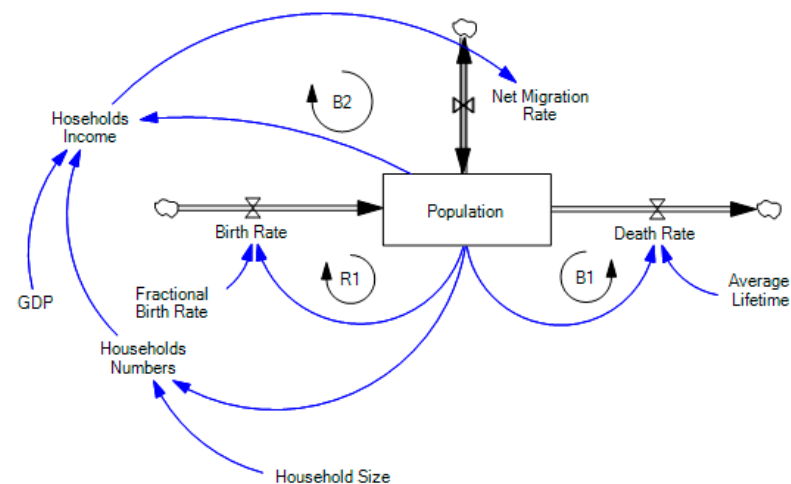 B2
Net Migration
Rate
Hoseholds
Income
Population
Birth Rate
Death Rate
R1
B1
Fractional
Birth Rate
Average
Lifetime
GDP
Households
Numbers
Household Size